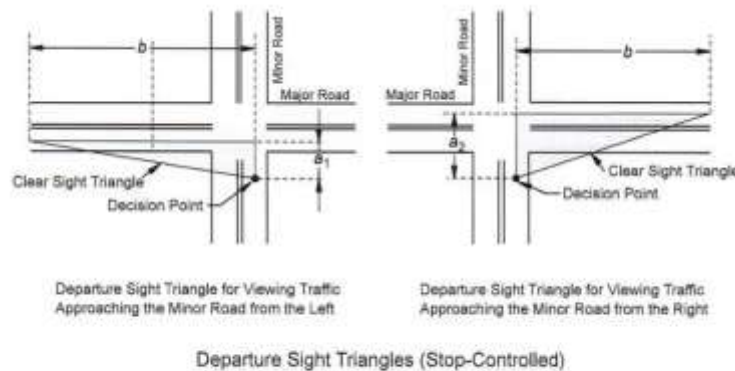 b
Minor Road
Major Road
a1
Clear Sight Triangle
Decision Point
Departure Sight Triangle for Viewing Traffic
Approaching the Minor Road from the Left
b
Minor Road
Major Road
a2
Clear Sight Triangle
Decision Point
Departure Sight Triangle for Viewing Traffic
Approaching the Minor Road from the Right
Departure Sight Triangles (Stop-Controlled)